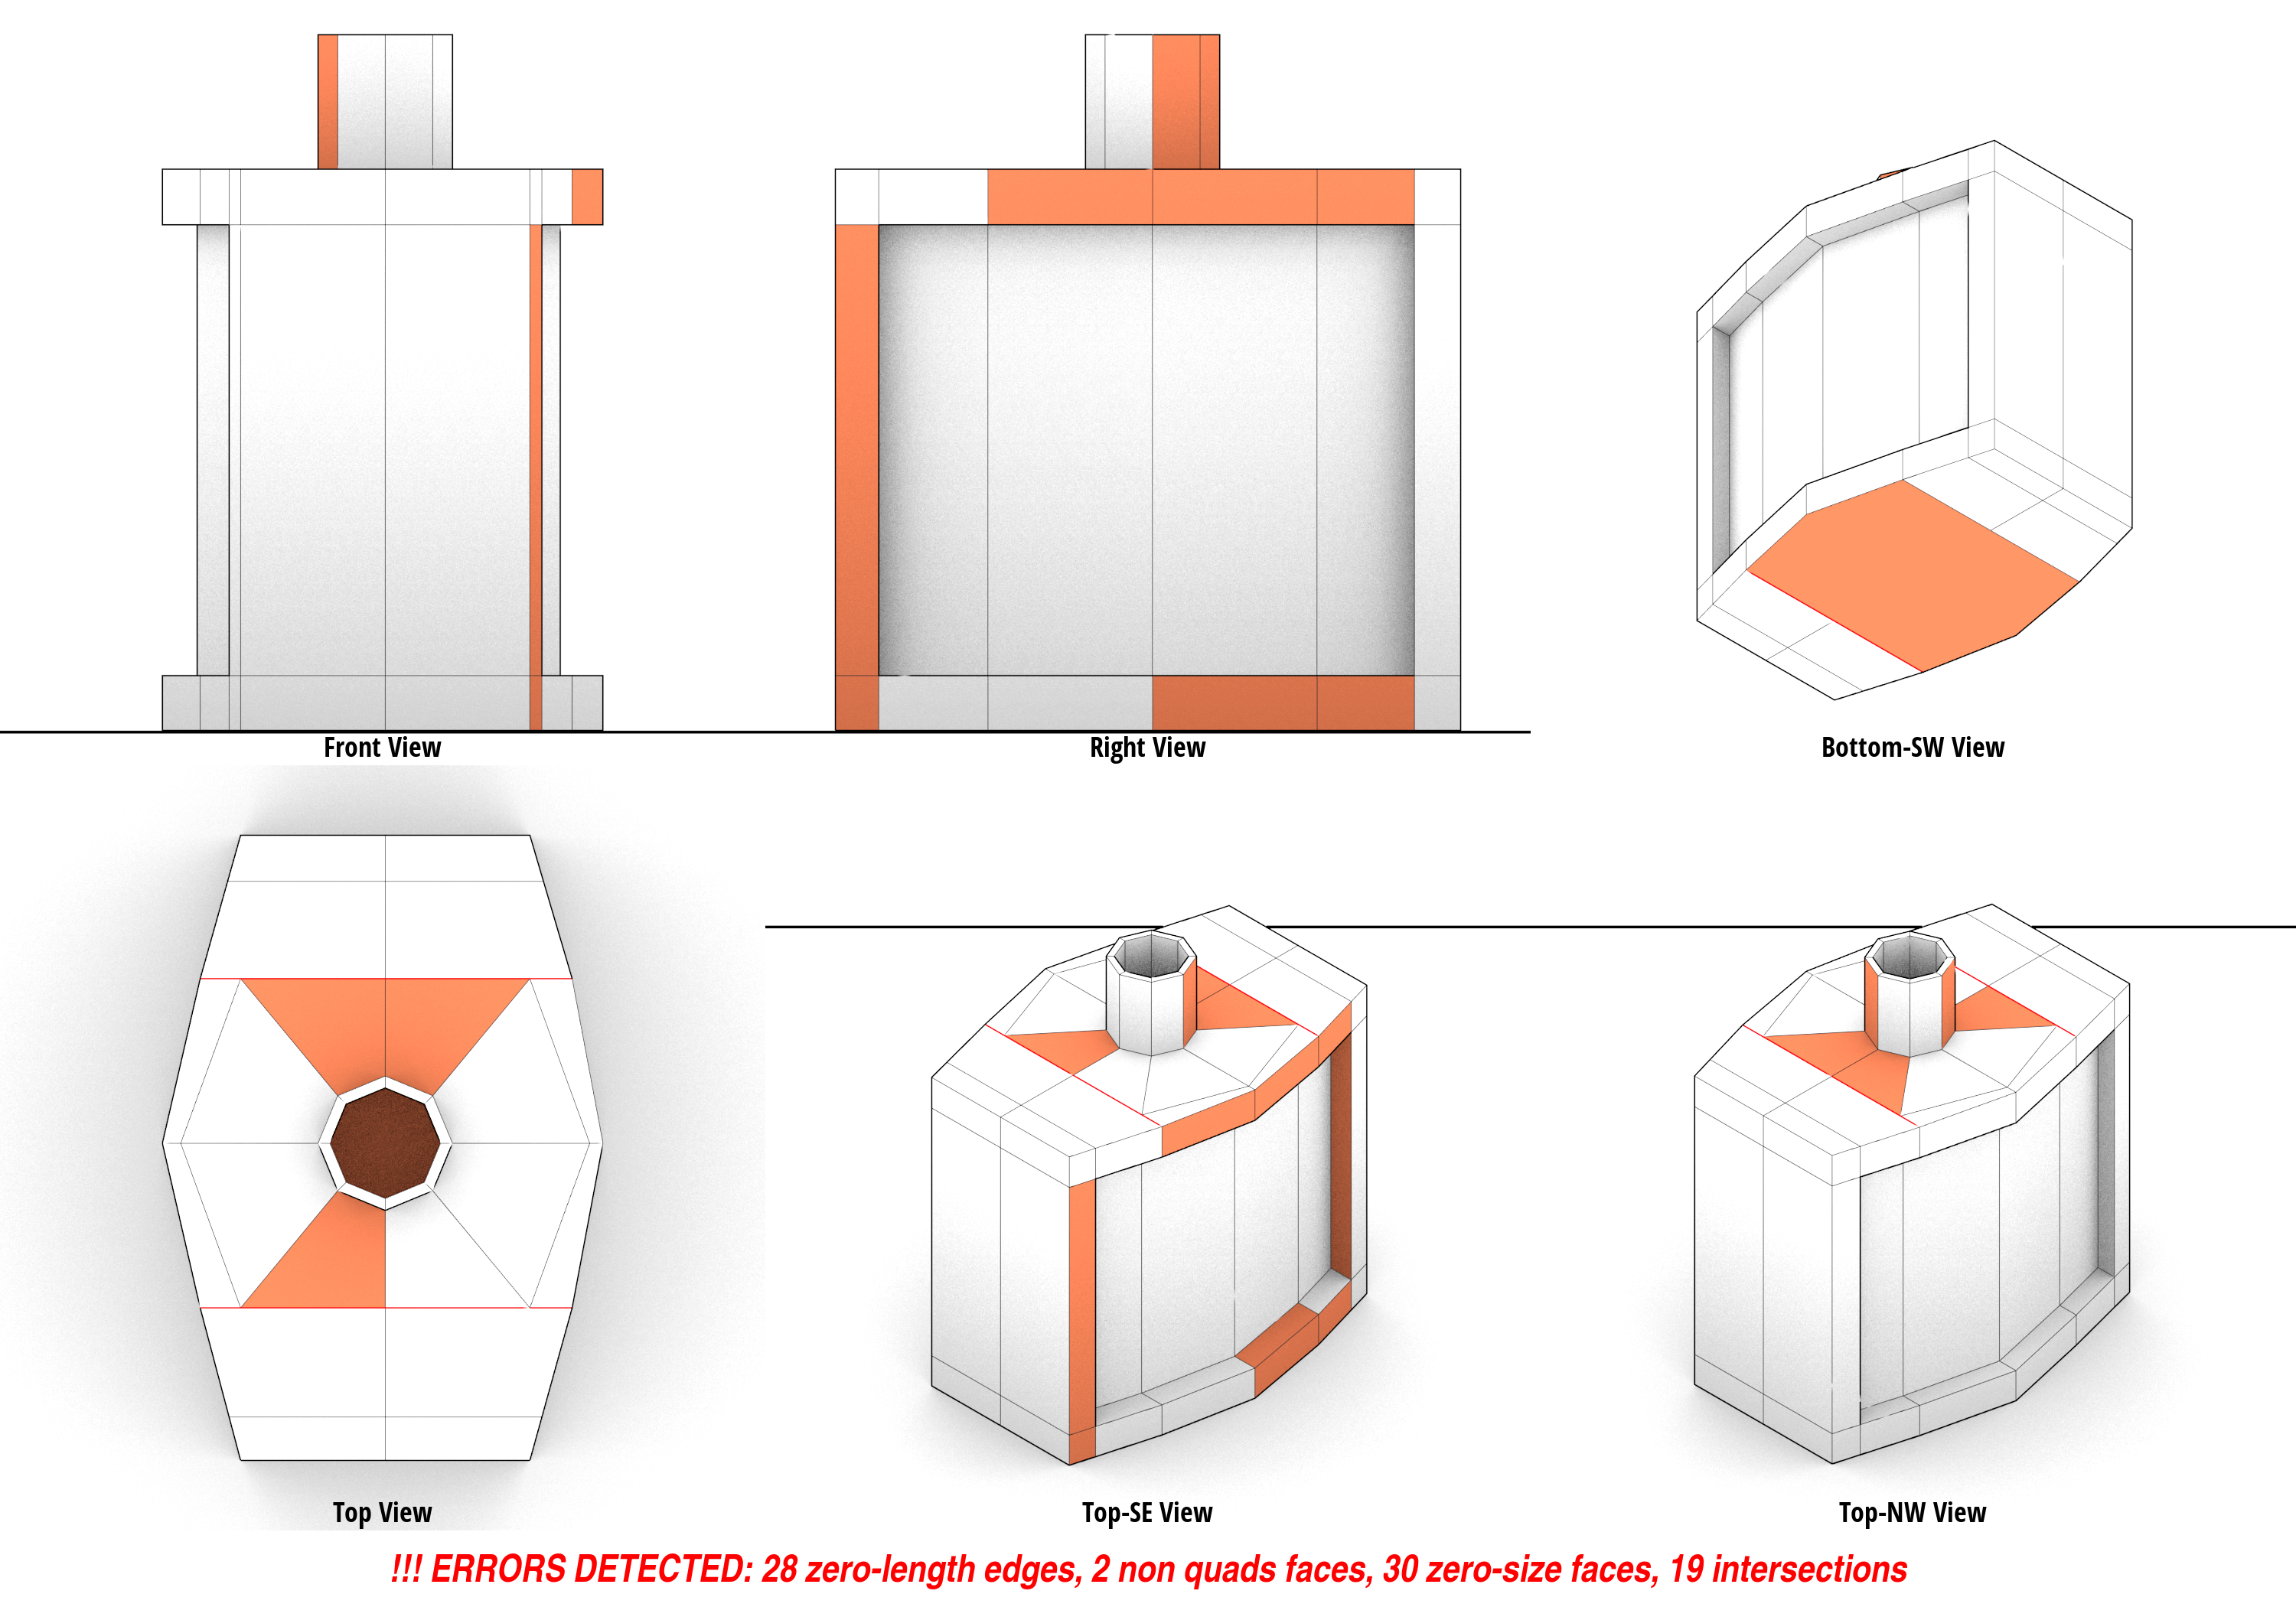 Front View
Right View
Bottom-SW View
Top View
Top-SE View
Top-NW View
!!! ERRORS DETECTED: 28 zero-length edges, 2 non quads faces, 30 zero-size faces, 19 intersections